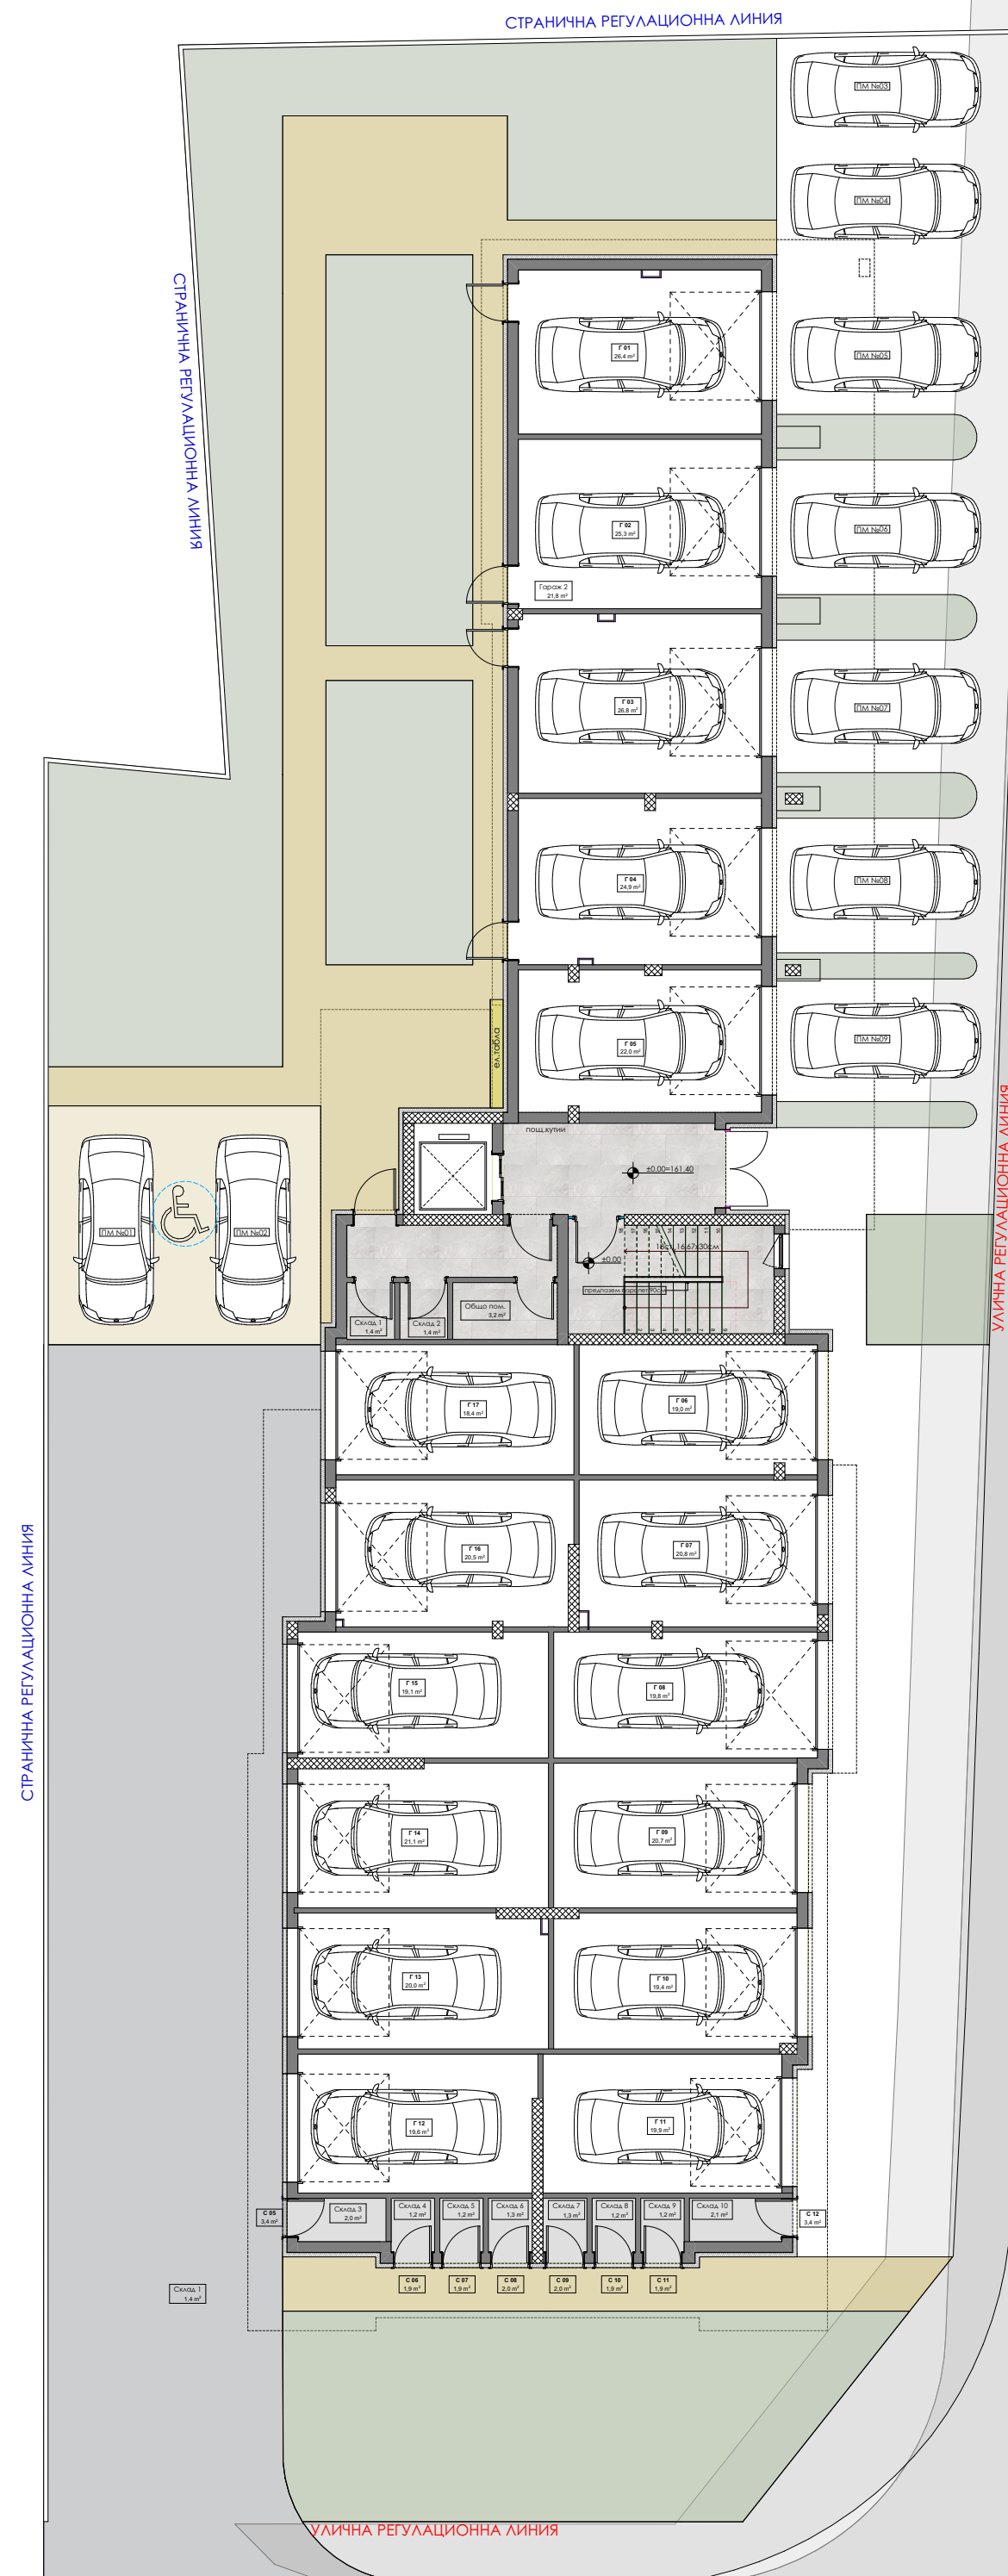 СТРАНИЧНА РЕГУЛАЦИОННА ЛИНИЯ
ПМ №03
ПМ №04
СТРАНИЧНА РЕГУЛАЦИОННА ЛИНИЯ
Г 01
26,4 m²
ПМ №05
Г 02
25,3 m²
ПМ №06
Гараж 2
21,8 m²
Г 03
26,8 m²
ПМ №07
Г 04
24,9 m²
ПМ №08
ел.табла
Г 05
22,0 m²
ПМ №09
УЛИЧНА РЕГУЛАЦИОННА ЛИНИЯ
пощ.кутии
±0.00=161.40
ПМ №01
ПМ №02
±0.00
18x16,67x30см
предпазен парапет 90см
Общо пом.
3,2 m²
Склад 1
1,4 m²
Склад 2
1,4 m²
Г 17
18,4 m²
Г 06
19,0 m²
Г 16
20,5 m²
Г 07
20,8 m²
СТРАНИЧНА РЕГУЛАЦИОННА ЛИНИЯ
Г 15
19,1 m²
Г 08
19,8 m²
Г 14
21,1 m²
Г 09
20,7 m²
Г 13
20,0 m²
Г 10
19,4 m²
Г 12
19,6 m²
Г 11
19,9 m²
С 05
3,4 m²
Склад 3
2,0 m²
Склад 4
1,2 m²
Склад 5
1,2 m²
Склад 6
1,3 m²
Склад 7
1,3 m²
Склад 8
1,2 m²
Склад 9
1,2 m²
Склад 10
2,1 m²
С 12
3,4 m²
С 06
1,9 m²
С 07
1,9 m²
С 08
2,0 m²
С 09
2,0 m²
С 10
1,9 m²
С 11
1,9 m²
Склад 1
1,4 m²
УЛИЧНА РЕГУЛАЦИОННА ЛИНИЯ